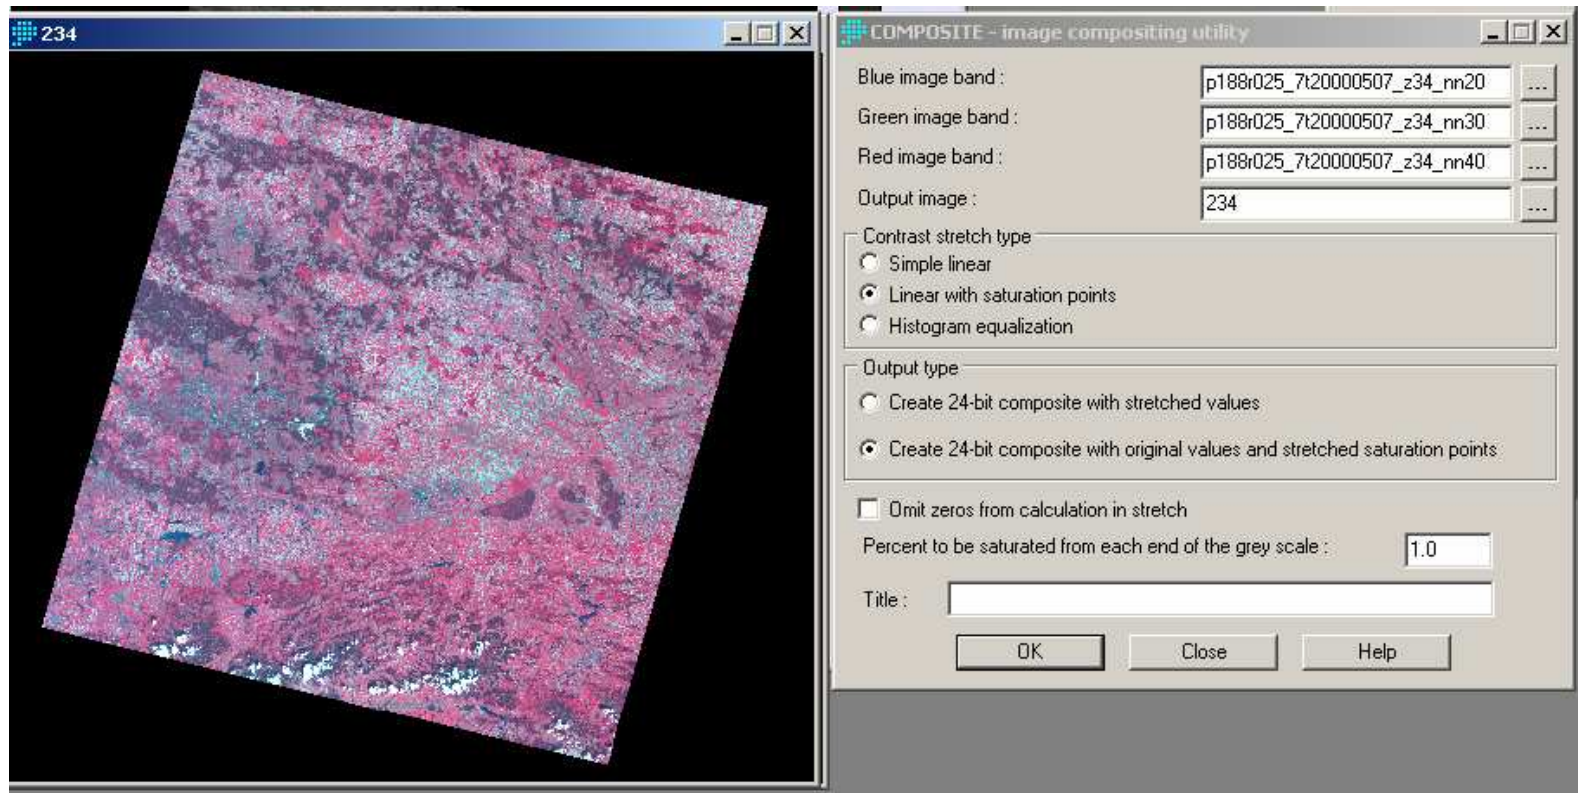 234
COMPOSITE - image compositing utility
Blue image band :
p188r025_7t20000507_z34_nn20
...
Green image band :
p188r025_7t20000507_z34_nn30
...
Red image band :
p188r025_7t20000507_z34_nn40
...
Output image :
234
...
Contrast stretch type
Simple linear
Linear with saturation points
Histogram equalization
Output type
Create 24-bit composite with stretched values
Create 24-bit composite with original values and stretched saturation points
Omit zeros from calculation in stretch
Percent to be saturated from each end of the grey scale :
1.0
Title :
OK
Close
Help